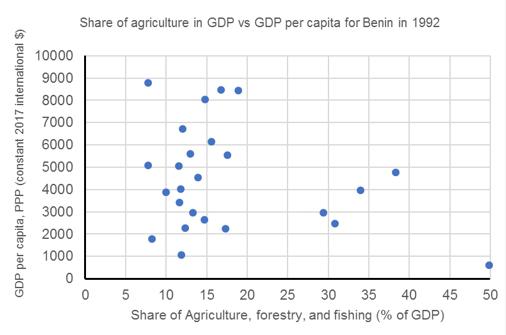 Share of agriculture in GDP vs GDP per capita for Benin in 1992
GDP per capita, PPP (constant 2017 international $)
10000
9000
8000
7000
6000
5000
4000
3000
2000
1000
0
0 5 10 15 20 25 30 35 40 45 50
Share of Agriculture, forestry, and fishing (% of GDP)